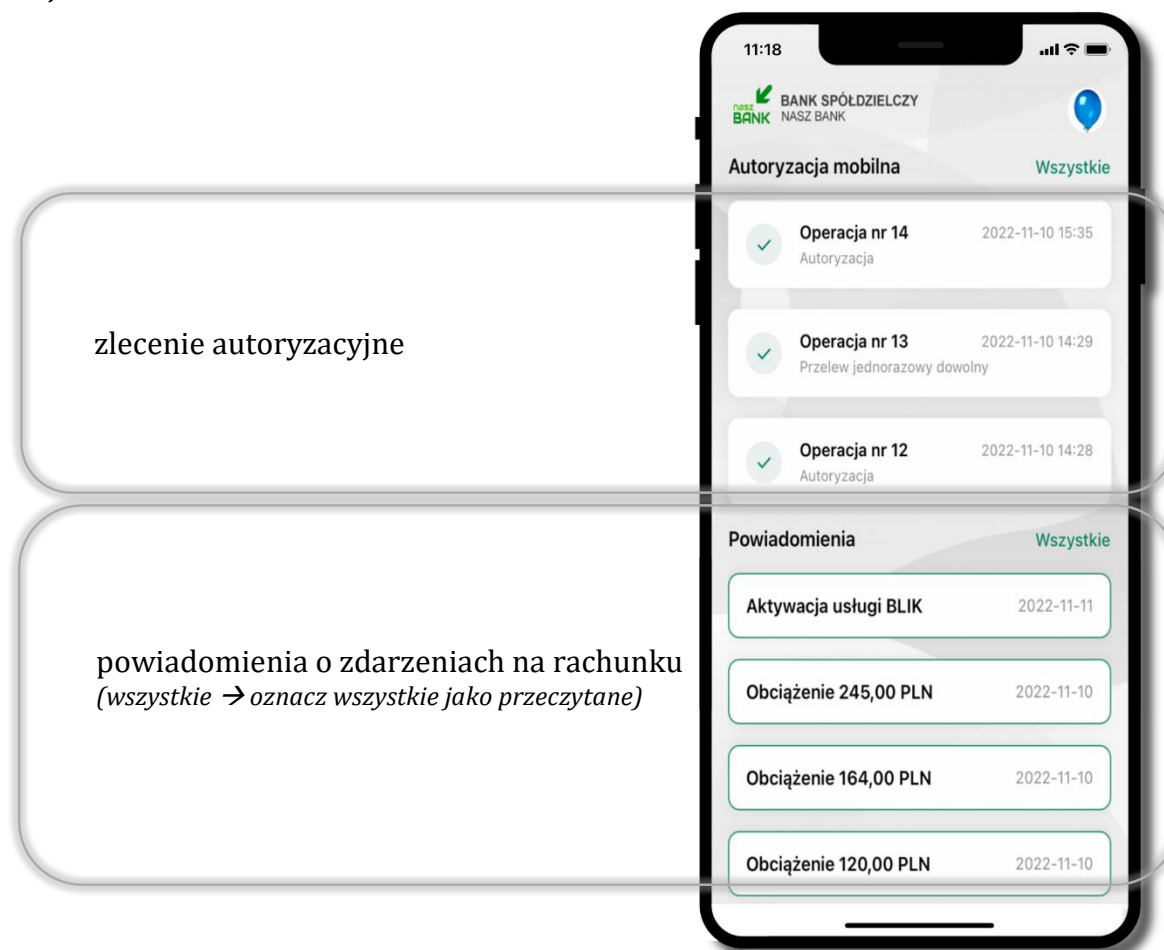 11:18
nasz BANK
BANK SPÓŁDZIELCZY
NASZ BANK
Autoryzacja mobilna Wszystkie
Operacja nr 14 2022-11-10 15:35
Autoryzacja
zlecenie autoryzacyjne
Operacja nr 13 2022-11-10 14:29
Przelew jednorazowy dowolny
Operacja nr 12 2022-11-10 14:28
Autoryzacja
Powiadomienia Wszystkie
Aktywacja usługi BLIK 2022-11-11
powiadomienia o zdarzeniach na rachunku
(wszystkie → oznacz wszystkie jako przeczytane)
Obciążenie 245,00 PLN 2022-11-10
Obciążenie 164,00 PLN 2022-11-10
Obciążenie 120,00 PLN 2022-11-10